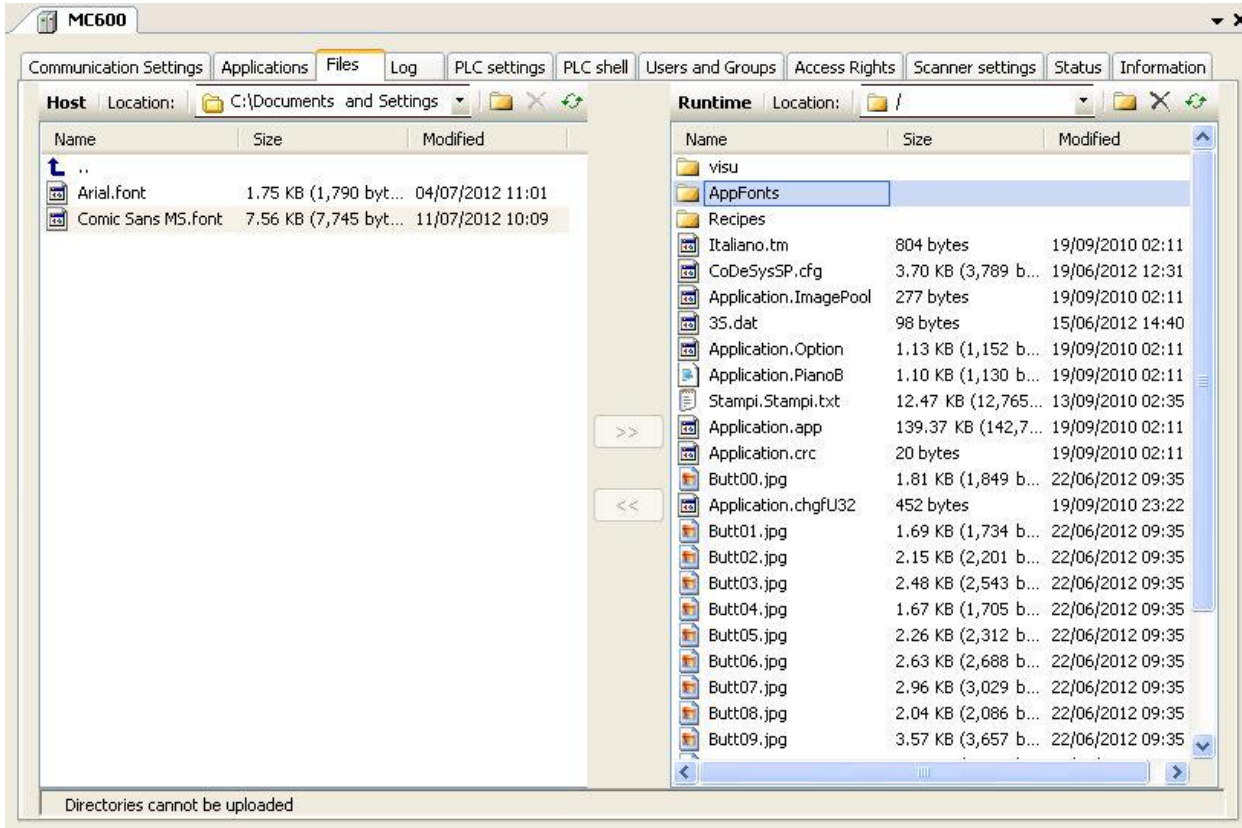 MC600
Communication Settings Applications Files Log PLC settings PLC shell Users and Groups Access Rights Scanner settings Status Information
Host Location: C:\Documents and Settings
Name Size Modified
..
Arial.font 1.75 KB (1,790 byt... 04/07/2012 11:01
Comic Sans MS.font 7.56 KB (7,745 byt... 11/07/2012 10:09
>>
<<
Runtime Location: /
Name Size Modified
visu
AppFonts
Recipes
Italiano.tm 804 bytes 19/09/2010 02:11
CoDeSysSP.cfg 3.70 KB (3,789 b... 19/06/2012 12:31
Application.ImagePool 277 bytes 19/09/2010 02:11
3S.dat 98 bytes 15/06/2012 14:40
Application.Option 1.13 KB (1,152 b... 19/09/2010 02:11
Application.PianoB 1.10 KB (1,130 b... 19/09/2010 02:11
Stampi.Stampi.txt 12.47 KB (12,765... 13/09/2010 02:35
Application.app 139.37 KB (142,7... 19/09/2010 02:11
Application.crc 20 bytes 19/09/2010 02:11
Butt00.jpg 1.81 KB (1,849 b... 22/06/2012 09:35
Application.chgfU32 452 bytes 19/09/2010 23:22
Butt01.jpg 1.69 KB (1,734 b... 22/06/2012 09:35
Butt02.jpg 2.15 KB (2,201 b... 22/06/2012 09:35
Butt03.jpg 2.48 KB (2,543 b... 22/06/2012 09:35
Butt04.jpg 1.67 KB (1,705 b... 22/06/2012 09:35
Butt05.jpg 2.26 KB (2,312 b... 22/06/2012 09:35
Butt06.jpg 2.63 KB (2,688 b... 22/06/2012 09:35
Butt07.jpg 2.96 KB (3,029 b... 22/06/2012 09:35
Butt08.jpg 2.04 KB (2,086 b... 22/06/2012 09:35
Butt09.jpg 3.57 KB (3,657 b... 22/06/2012 09:35
Directories cannot be uploaded